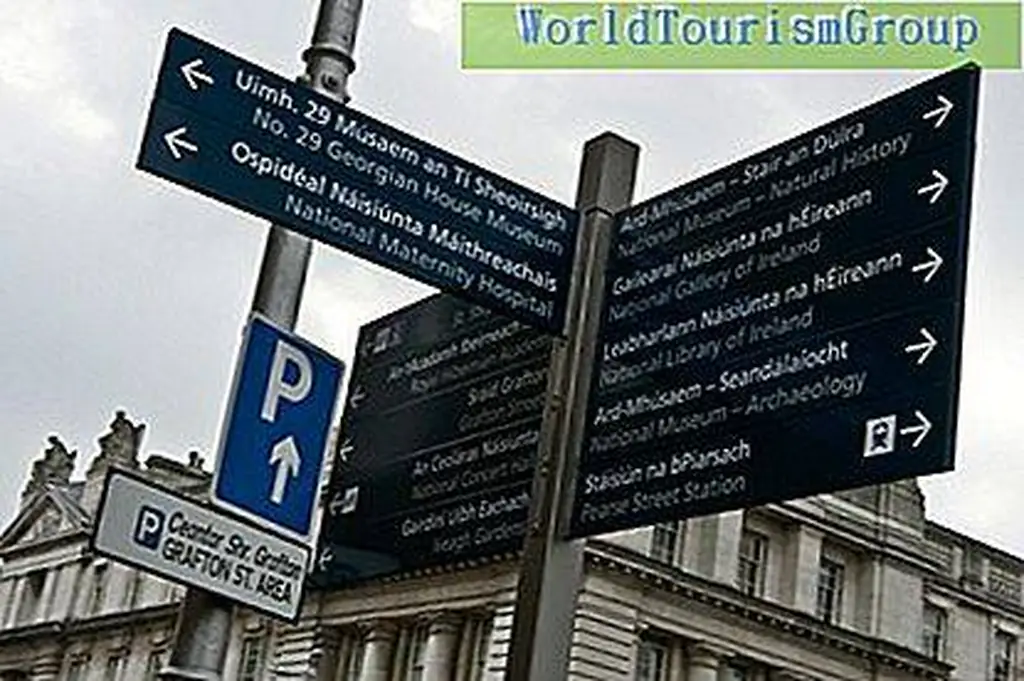 WorldTourismGroup
Uimh. 29 Músaem an Tí Sheoirsigh
No. 29 Georgian House Museum
Ospidéal Náisiúnta Máithreachais
National Maternity Hospital
Ard-Mhúsaem – Stair an Dúlra
National Museum – Natural History
Gailearaí Náisiúnta na hÉireann
National Gallery of Ireland
Leabharlann Náisiúnta na hÉireann
National Library of Ireland
Ard-Mhúsaem – Seandálaíocht
National Museum – Archaeology
Stáisiún na bPiarsach
Pearse Street Station
Sráid Grafton
Grafton Street
An Ceoláras Náisiúnta
National Concert Hall
Iveagh Gardens
P
P Ceantar Shr. Grafton
GRAFTON ST. AREA